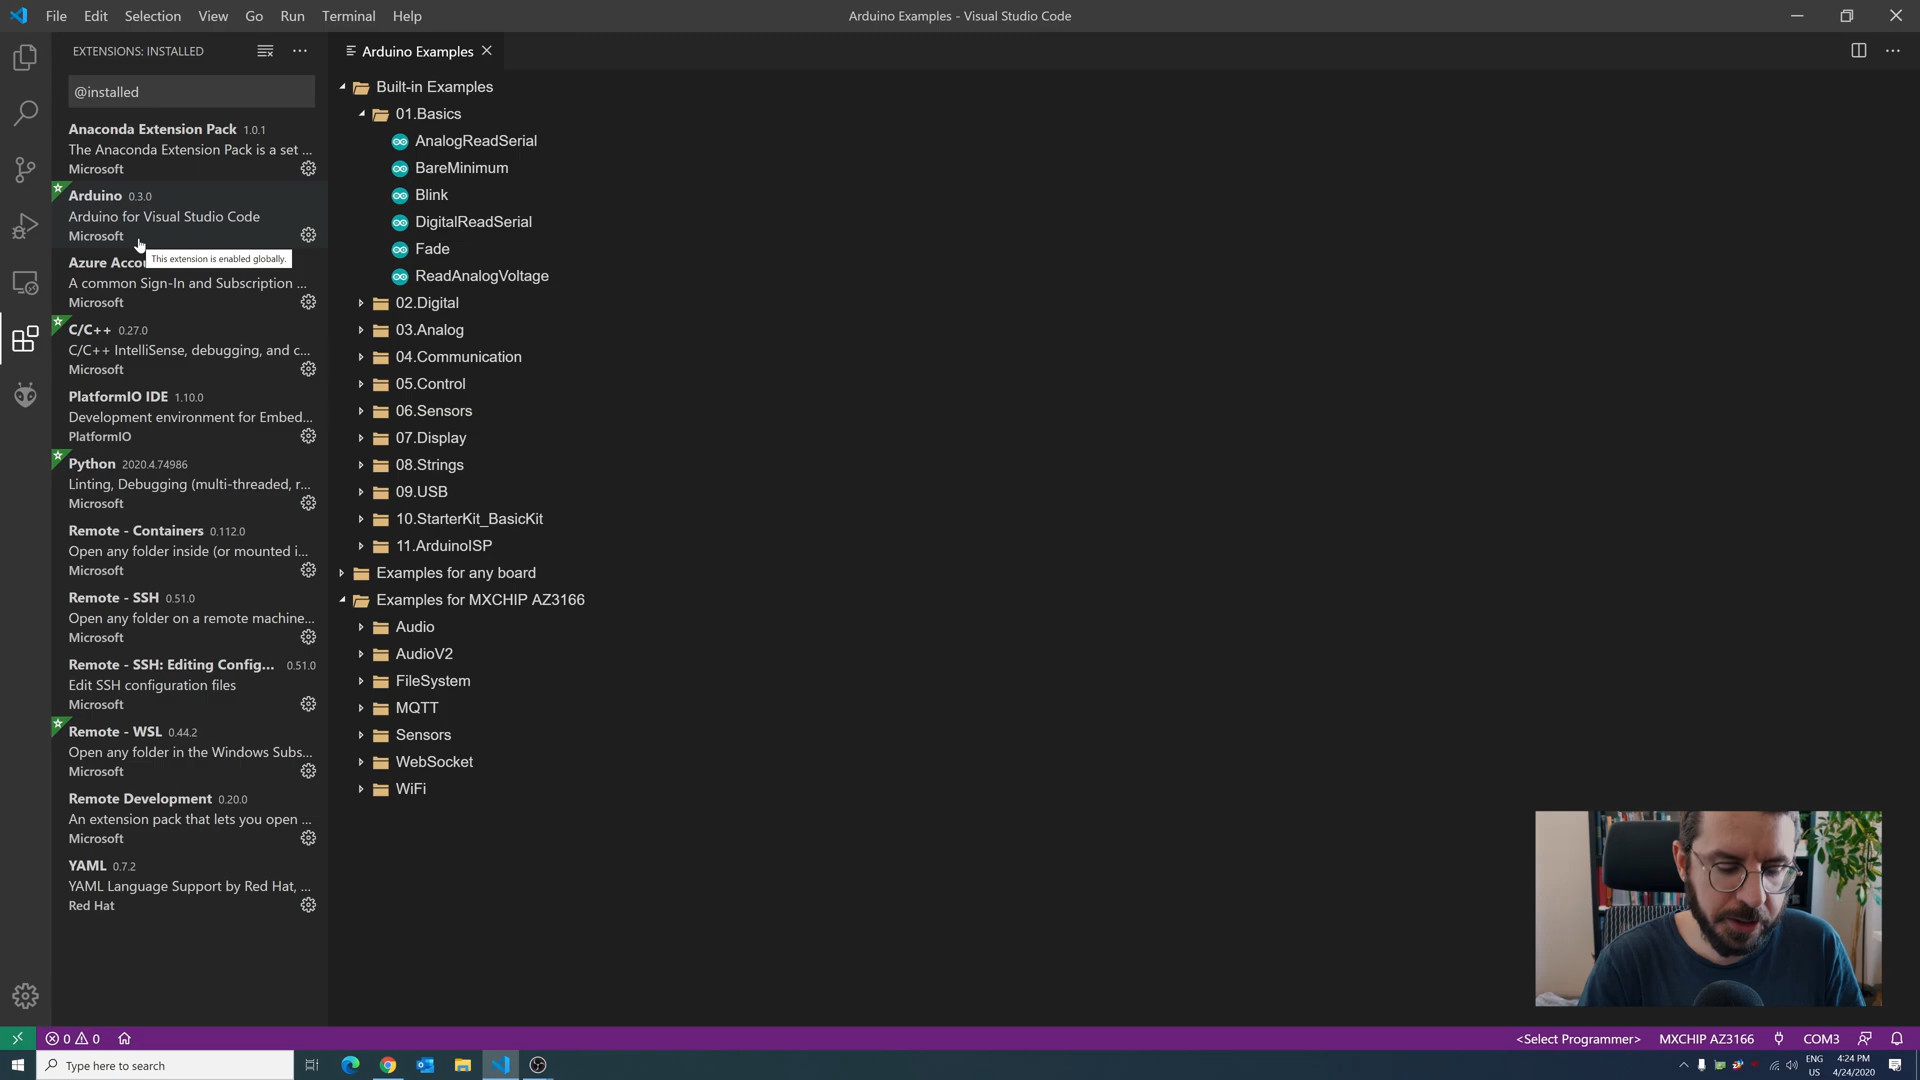 File Edit Selection View Go Run Terminal Help
Arduino Examples - Visual Studio Code
EXTENSIONS: INSTALLED
@installed
Anaconda Extension Pack 1.0.1
The Anaconda Extension Pack is a set ...
Microsoft
Arduino 0.3.0
Arduino for Visual Studio Code
Microsoft
This extension is enabled globally.
Azure Accou
A common Sign-In and Subscription ...
Microsoft
C/C++ 0.27.0
C/C++ IntelliSense, debugging, and c...
Microsoft
PlatformIO IDE 1.10.0
Development environment for Embed...
PlatformIO
Python 2020.4.74986
Linting, Debugging (multi-threaded, r...
Microsoft
Remote - Containers 0.112.0
Open any folder inside (or mounted i...
Microsoft
Remote - SSH 0.51.0
Open any folder on a remote machine...
Microsoft
Remote - SSH: Editing Config... 0.51.0
Edit SSH configuration files
Microsoft
Remote - WSL 0.44.2
Open any folder in the Windows Subs...
Microsoft
Remote Development 0.20.0
An extension pack that lets you open ...
Microsoft
YAML 0.7.2
YAML Language Support by Red Hat, ...
Red Hat
Arduino Examples
Built-in Examples
01.Basics
AnalogReadSerial
BareMinimum
Blink
DigitalReadSerial
Fade
ReadAnalogVoltage
02.Digital
03.Analog
04.Communication
05.Control
06.Sensors
07.Display
08.Strings
09.USB
10.StarterKit_BasicKit
11.ArduinoISP
Examples for any board
Examples for MXCHIP AZ3166
Audio
AudioV2
FileSystem
MQTT
Sensors
WebSocket
WiFi
0 0
<Select Programmer> MXCHIP AZ3166 COM3
Type here to search
ENG
US
4:24 PM
4/24/2020